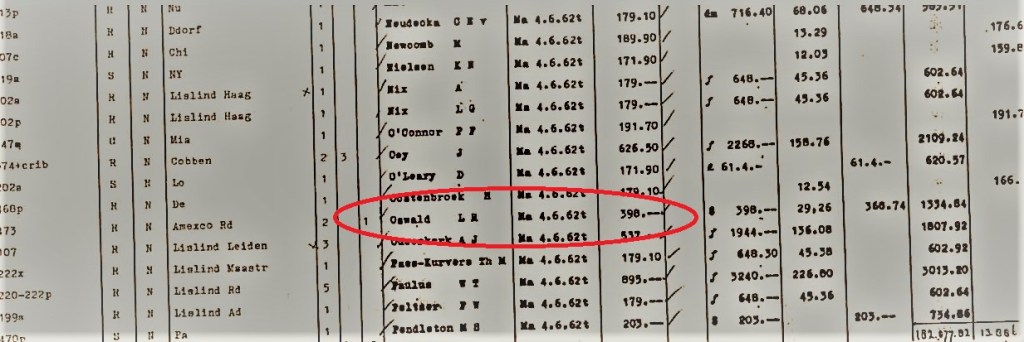 13p H N Nu 1
18a H N Ddorf 1 Neudecka C E v Ma 4.6.62t 179.10 dm 716.40 68.06 648.34
07c H N Chi 1 Newcomb M Ma 4.6.62t 189.90 13.29 176.6
19a S N NY 1 Nielsen K N Ma 4.6.62t 171.90 12.03 159.8
02a H N Lislind Haag x 1 Nix A Ma 4.6.62t 179.-- f 648.-- 45.36 602.64
02p H N Lislind Haag 1 Nix L G Ma 4.6.62t 179.-- f 648.-- 45.36 602.64
47a N Mia 1 O'Connor P F Ma 4.6.62t 191.70 191.7
74+crib H N Cobben 2 3 Oey J Ma 4.6.62t 626.50 f 2268.-- 158.76 2109.24
202a S N Lo 1 O'Leary D Ma 4.6.62t 171.90 £ 61.4.- 61.4.- 620.57
368p H N De 1 Oostenbroek H Ma 4.6.62t 179.10 12.54 166.
173 H N Amexco Rd 2 1 Oswald L R Ma 4.6.62t 398.-- $ 398.-- 29,26 368.74 1334.84
307 H N Lislind Leiden 3 Oudenkerk A J Ma 4.6.62t 537 f 1944.-- 136.08 1807.92
222x H N Lislind Maastr 1 Paes-Kurvers Th M Ma 4.6.62t 179.10 f 648.30 45.38 602.92
220-222p H N Lislind Rd 5 Paulus W T Ma 4.6.62t 895.-- f 3240.-- 226.80 3013.20
199a H N Lislind Ad 1 Peltser P W Ma 4.6.62t 179.-- f 648.-- 45.36 602.64
470p S N Pa 1 Pendleton M S Ma 4.6.62t 203.-- $ 203.-- 203.-- 734.86